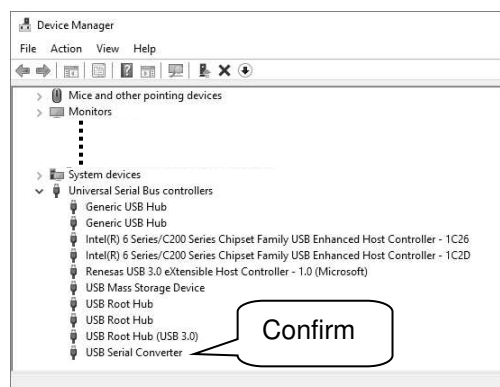 Device Manager
File Action View Help
Mice and other pointing devices
Monitors
System devices
Universal Serial Bus controllers
Generic USB Hub
Generic USB Hub
Intel(R) 6 Series/C200 Series Chipset Family USB Enhanced Host Controller - 1C26
Intel(R) 6 Series/C200 Series Chipset Family USB Enhanced Host Controller - 1C2D
Renesas USB 3.0 eXtensible Host Controller - 1.0 (Microsoft)
USB Mass Storage Device
USB Root Hub
USB Root Hub
USB Root Hub (USB 3.0)
USB Serial Converter
Confirm